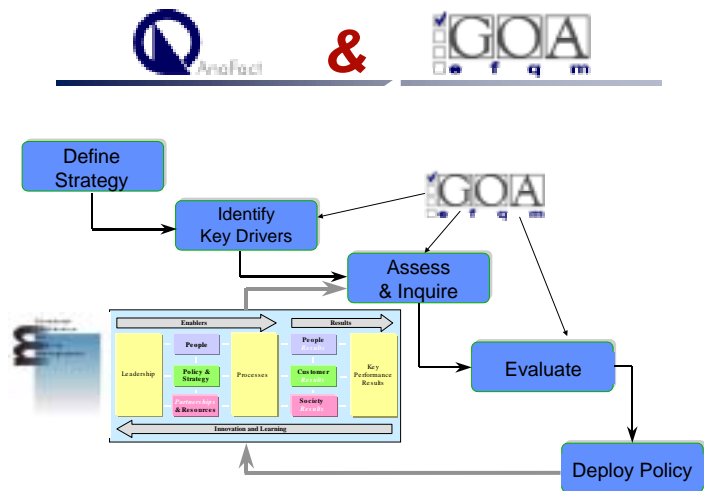 AnaFact
&
GOA
e f q m
Define
Strategy
GOA
e f q m
Identify
Key Drivers
Assess
& Inquire
Enablers
Results
People
People
Results
Leadership
Policy &
Strategy
Processes
Customer
Results
Key
Performance
Results
Partnerships
& Resources
Society
Results
Innovation and Learning
Evaluate
Deploy Policy